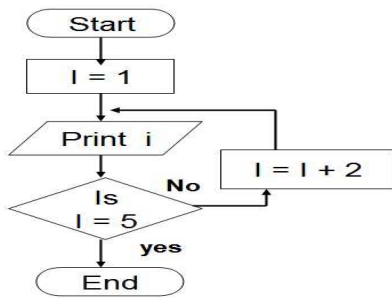 Start
I = 1
Print i
Is
I = 5
No
I = I + 2
yes
End